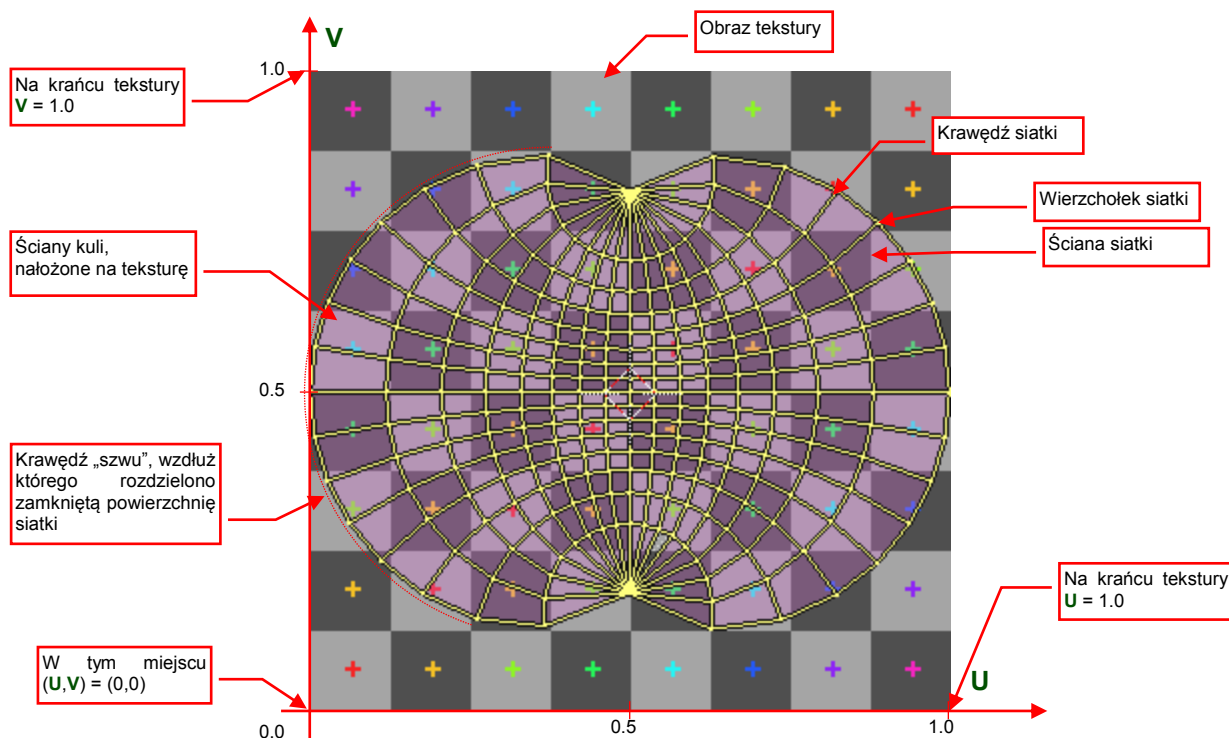 V
Obraz tekstury
1.0
Na krańcu tekstury
V = 1.0
Krawędź siatki
Wierzchołek siatki
Ściana siatki
Ściany kuli,
nałożone na teksturę
0.5
Krawędź „szwu”, wzdłuż
którego rozdzielono
zamkniętą powierzchnię
siatki
Na krańcu tekstury
U = 1.0
W tym miejscu
(U,V) = (0,0)
U
0.0
0.5
1.0